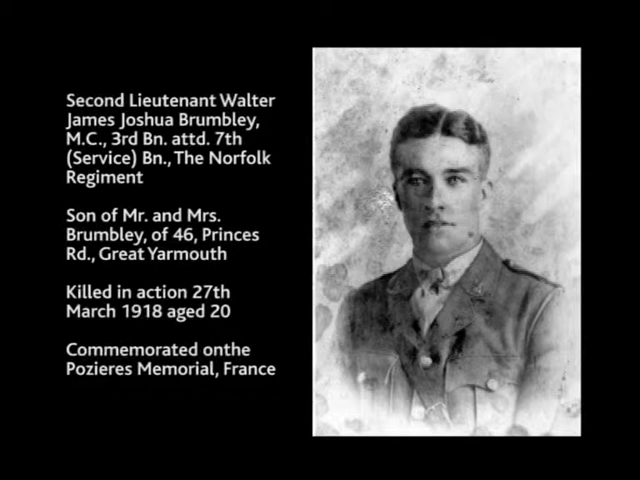 Second Lieutenant Walter
James Joshua Brumbley,
M.C., 3rd Bn. attd. 7th
(Service) Bn., The Norfolk
Regiment
Son of Mr. and Mrs.
Brumbley, of 46, Princes
Rd., Great Yarmouth
Killed in action 27th
March 1918 aged 20
Commemorated onthe
Pozieres Memorial, France